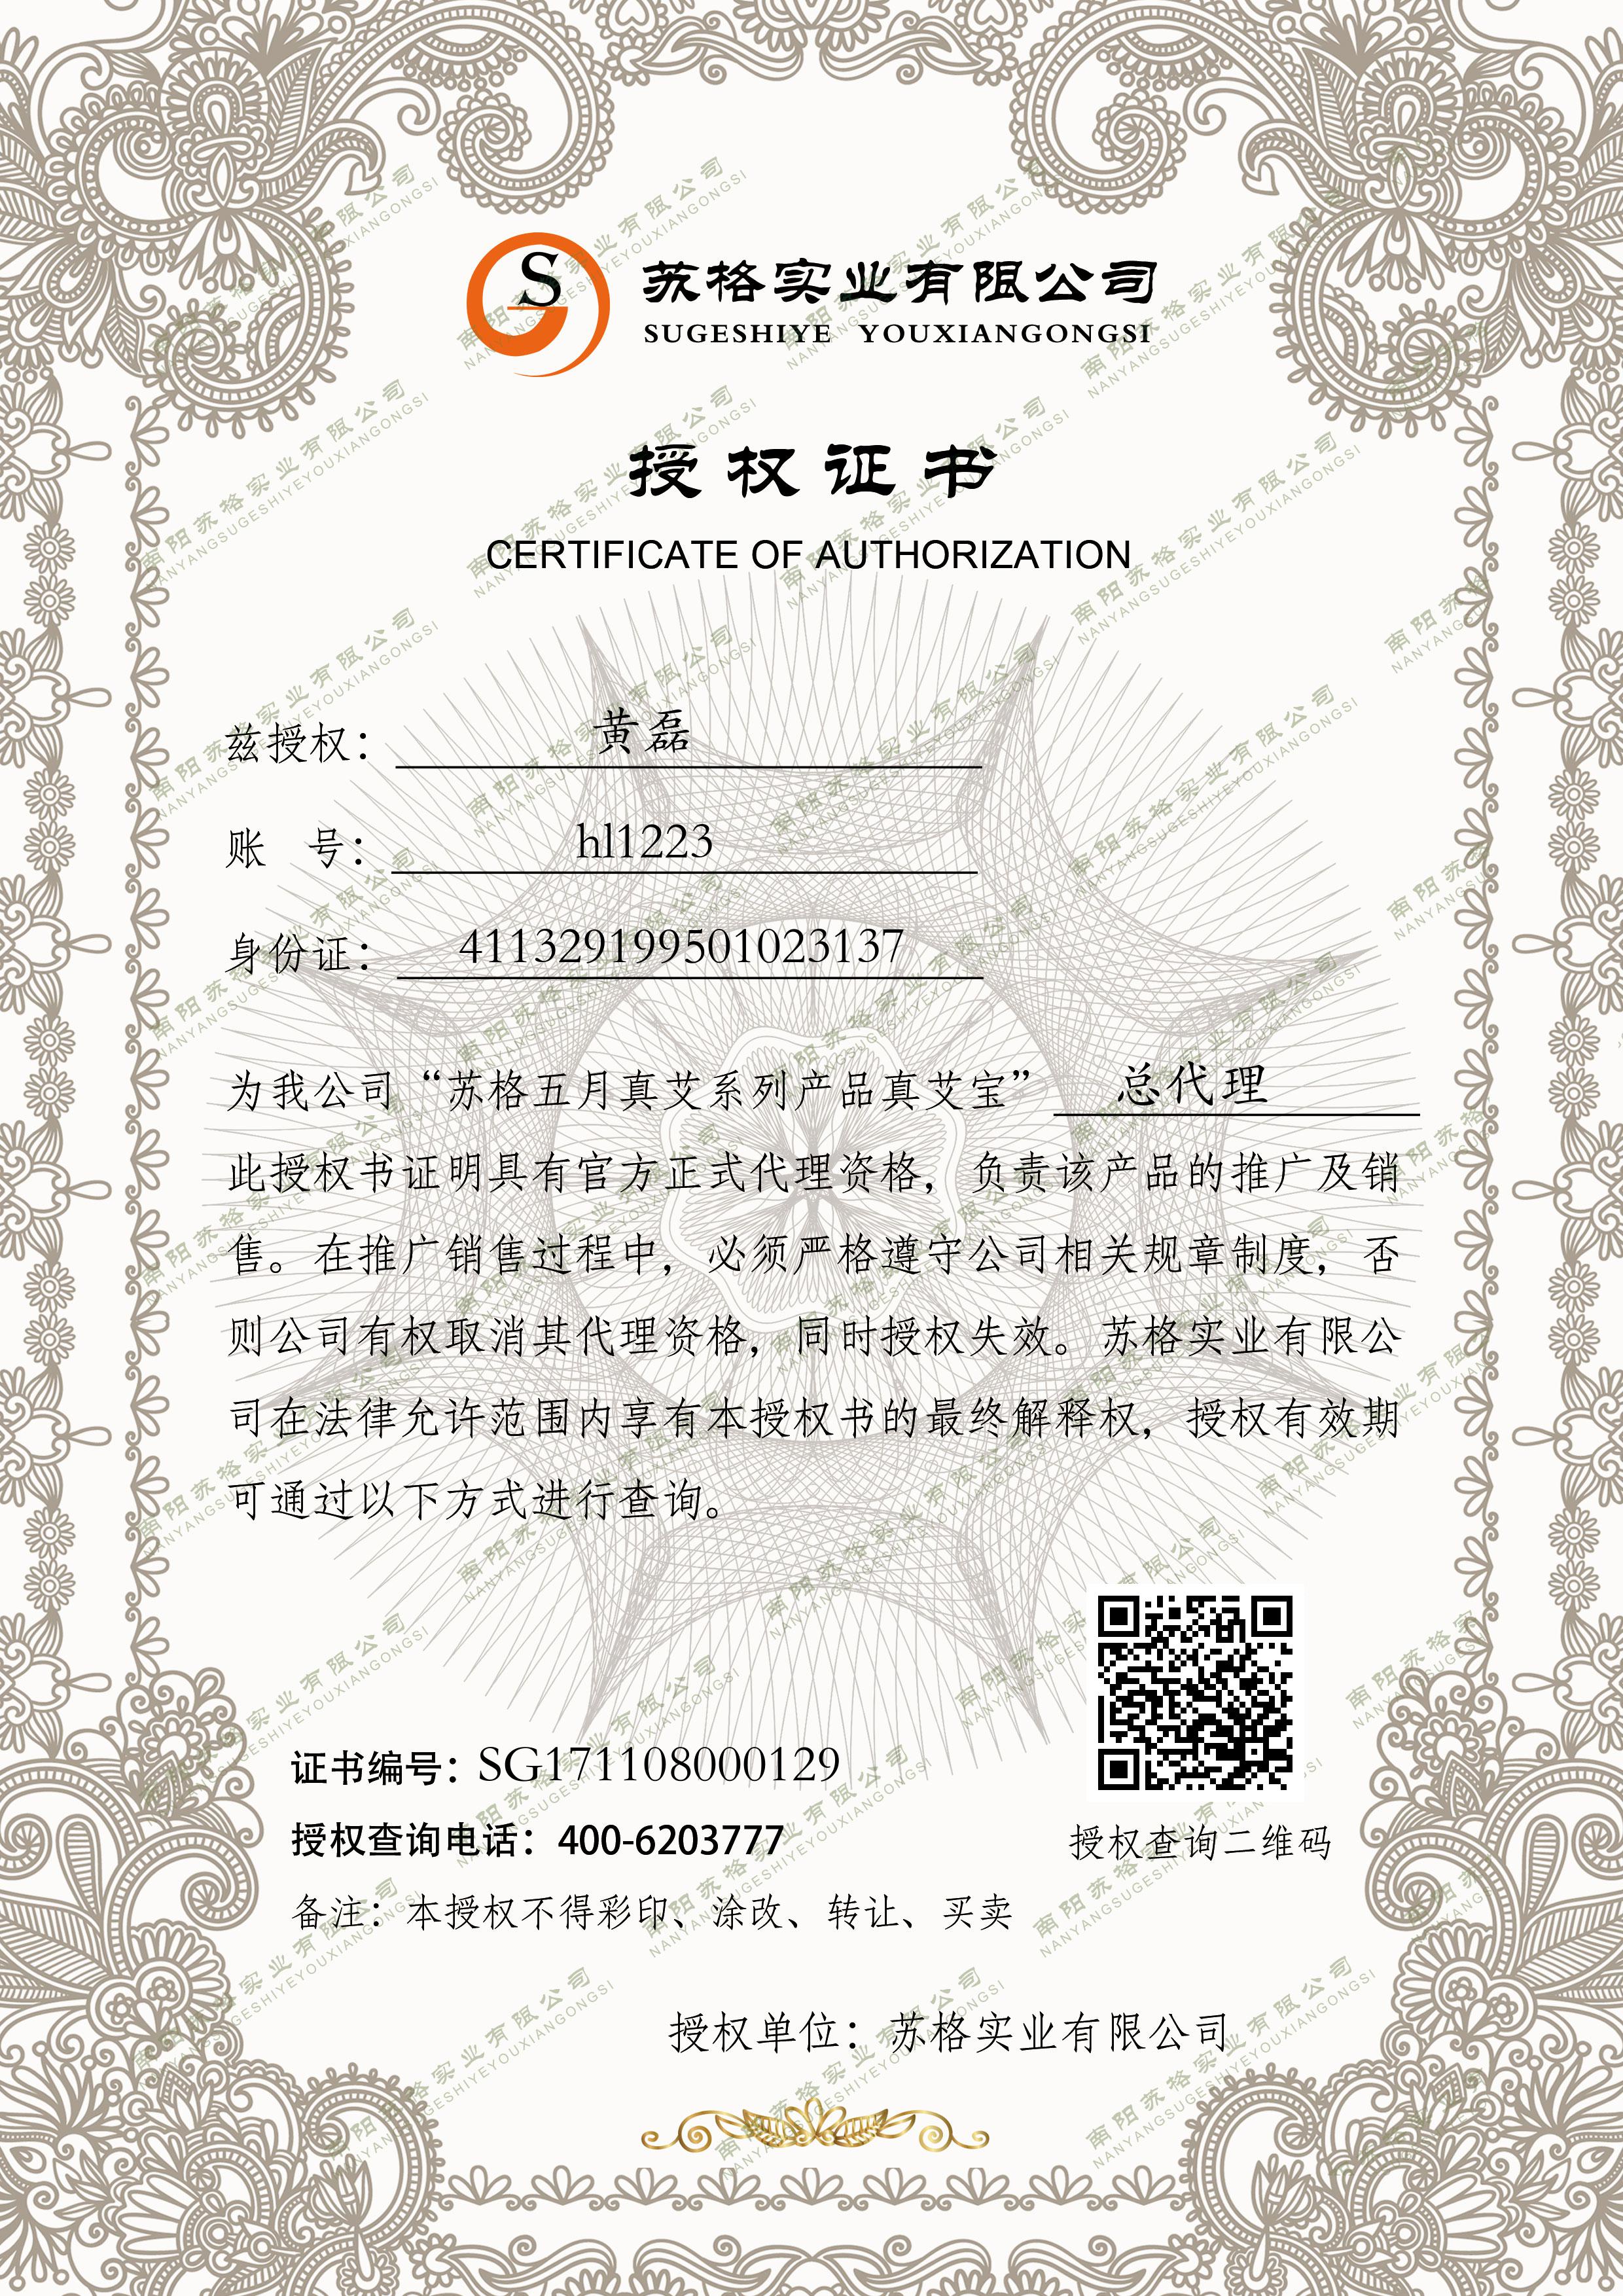 苏格实业有限公司
SUGESHIYE YOUXIANGONGSI
授权证书
CERTIFICATE OF AUTHORIZATION
兹授权： 黄磊
账 号： hl1223
身份证： 411329199501023137
为我公司“苏格五月真艾系列产品真艾宝” 总代理
此授权书证明具有官方正式代理资格，负责该产品的推广及销
售。在推广销售过程中，必须严格遵守公司相关规章制度，否
则公司有权取消其代理资格，同时授权失效。苏格实业有限公
司在法律允许范围内享有本授权书的最终解释权，授权有效期
可通过以下方式进行查询。
证书编号：SG171108000129
授权查询电话：400-6203777
授权查询二维码
备注：本授权不得彩印、涂改、转让、买卖
授权单位：苏格实业有限公司
南阳苏格实业有限公司
NANYANGSUGESHIYEYOUXIANGONGSI